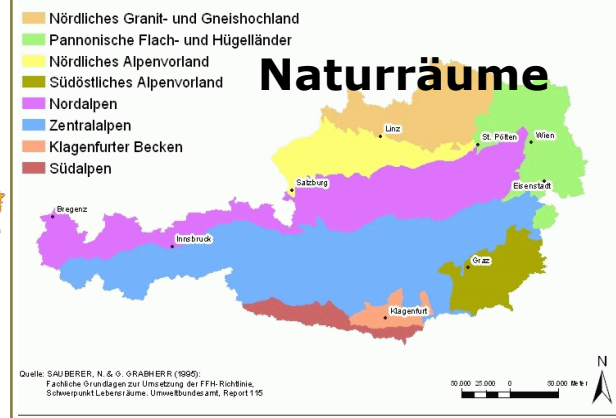 Nördliches Granit- und Gneishochland
Pannonische Flach- und Hügelländer
Nördliches Alpenvorland
Südöstliches Alpenvorland
Nordalpen
Zentralalpen
Klagenfurter Becken
Südalpen
Naturräume
Linz
St. Pölten
Wien
Salzburg
Eisenstadt
Bregenz
Innsbruck
Graz
Klagenfurt
Quelle: SAUBERER, N. & G. GRABHERR (1995):
Fachliche Grundlagen zur Umsetzung der FFH-Richtlinie,
Schwerpunkt Lebensräume. Umweltbundesamt, Report 115
N
50.000 25.000 0 50.000 Meter